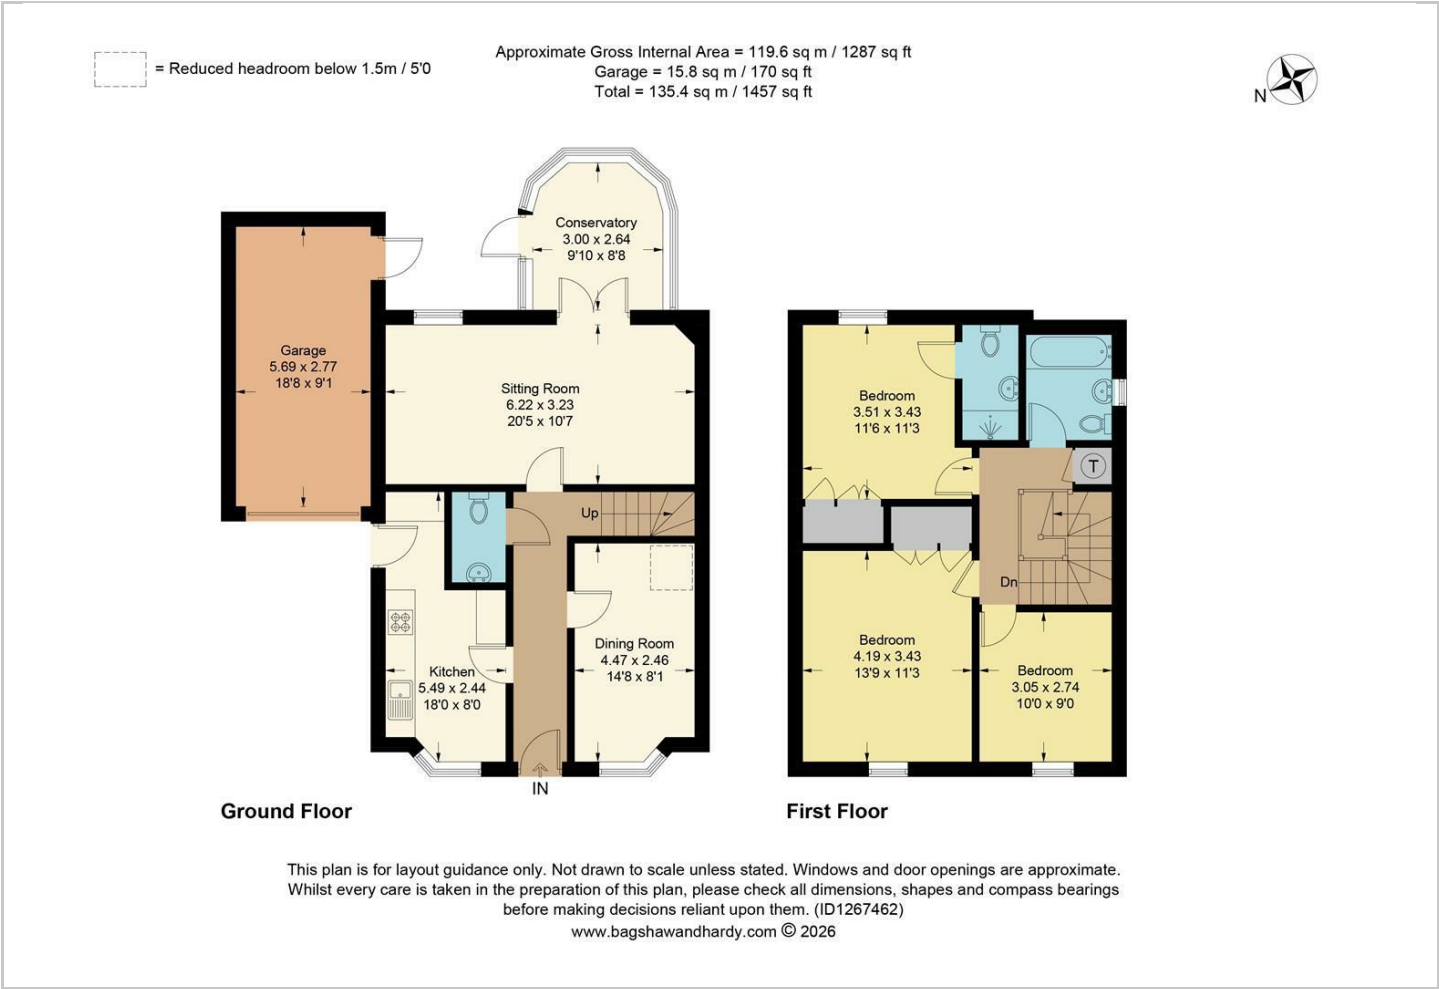 = Reduced headroom below 1.5m / 5'0
Approximate Gross Internal Area = 119.6 sq m / 1287 sq ft
Garage = 15.8 sq m / 170 sq ft
Total = 135.4 sq m / 1457 sq ft
N
Conservatory
3.00 x 2.64
9'10 x 8'8
Garage
5.69 x 2.77
18'8 x 9'1
Sitting Room
6.22 x 3.23
20'5 x 10'7
Up
Dining Room
4.47 x 2.46
14'8 x 8'1
Kitchen
5.49 x 2.44
18'0 x 8'0
IN
Ground Floor
Bedroom
3.51 x 3.43
11'6 x 11'3
T
Dn
Bedroom
4.19 x 3.43
13'9 x 11'3
Bedroom
3.05 x 2.74
10'0 x 9'0
First Floor
This plan is for layout guidance only. Not drawn to scale unless stated. Windows and door openings are approximate.
Whilst every care is taken in the preparation of this plan, please check all dimensions, shapes and compass bearings
before making decisions reliant upon them. (ID1267462)
www.bagshawandhardy.com © 2026